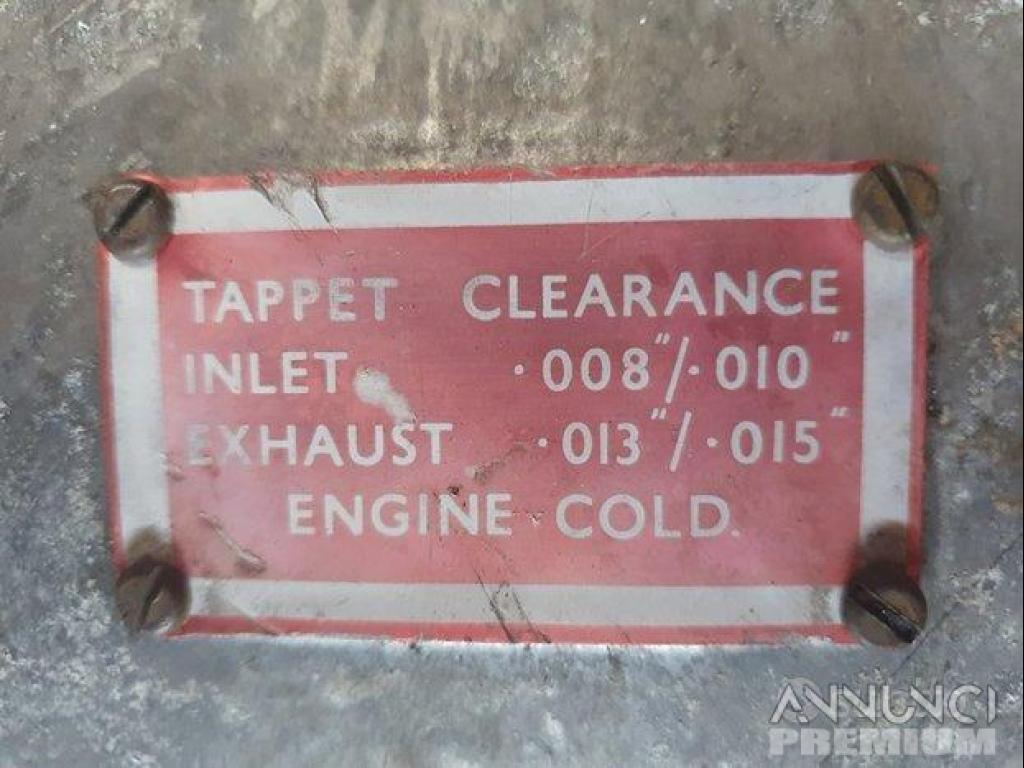 TAPPET CLEARANCE
INLET .008"/.010"
EXHAUST .013"/.015"
ENGINE COLD.
ANNUNCI
PREMIUM